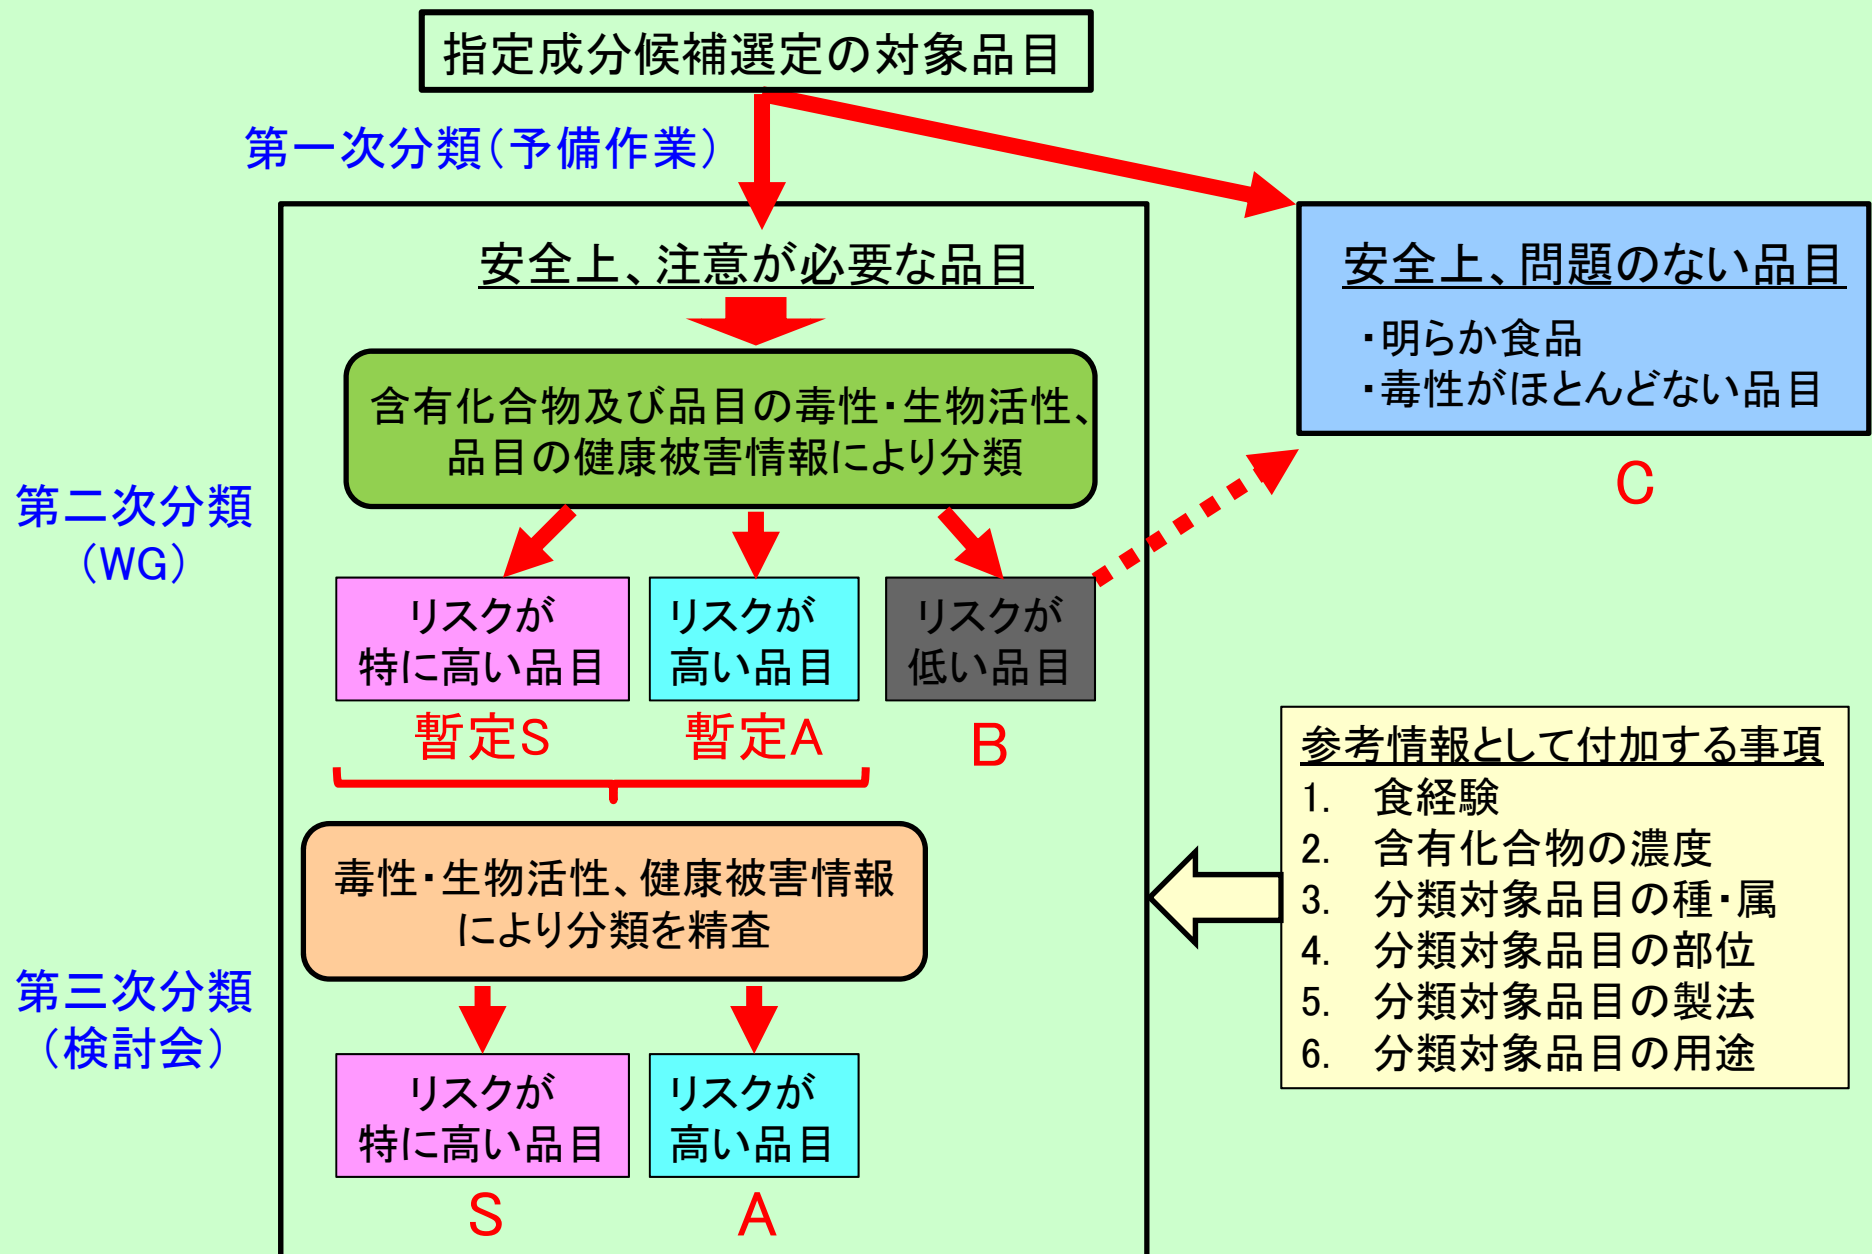 指定成分候補選定の対象品目
第一次分類（予備作業）
安全上、注意が必要な品目
安全上、問題のない品目
・明らか食品
・毒性がほとんどない品目
C
含有化合物及び品目の毒性・生物活性、
品目の健康被害情報により分類
第二次分類
（WG）
リスクが
特に高い品目
リスクが
高い品目
リスクが
低い品目
暫定S
暫定A
B
参考情報として付加する事項
1. 食経験
2. 含有化合物の濃度
3. 分類対象品目の種・属
4. 分類対象品目の部位
5. 分類対象品目の製法
6. 分類対象品目の用途
毒性・生物活性、健康被害情報
により分類を精査
第三次分類
（検討会）
リスクが
特に高い品目
リスクが
高い品目
S
A